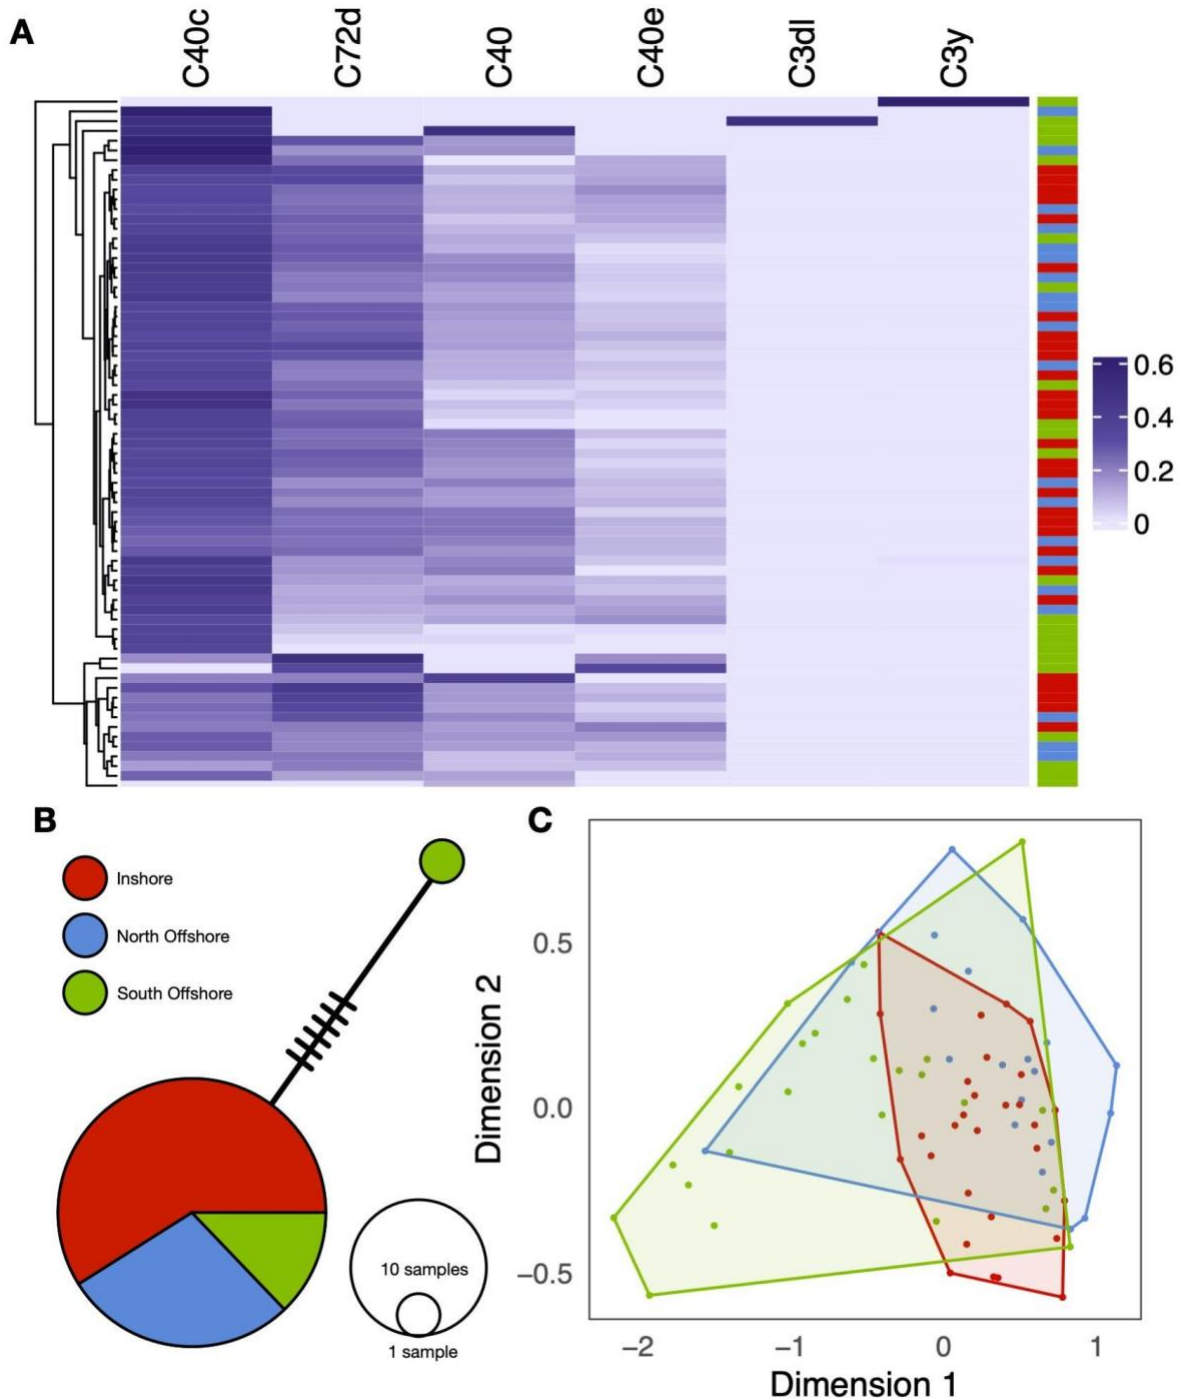 A
C40c
C72d
C40
C40e
C3dl
C3y
0.6
0.4
0.2
0
B
Inshore
North Offshore
South Offshore
10 samples
1 sample
C
Dimension 2
0.5
0.0
−0.5
−2 −1 0 1
Dimension 1